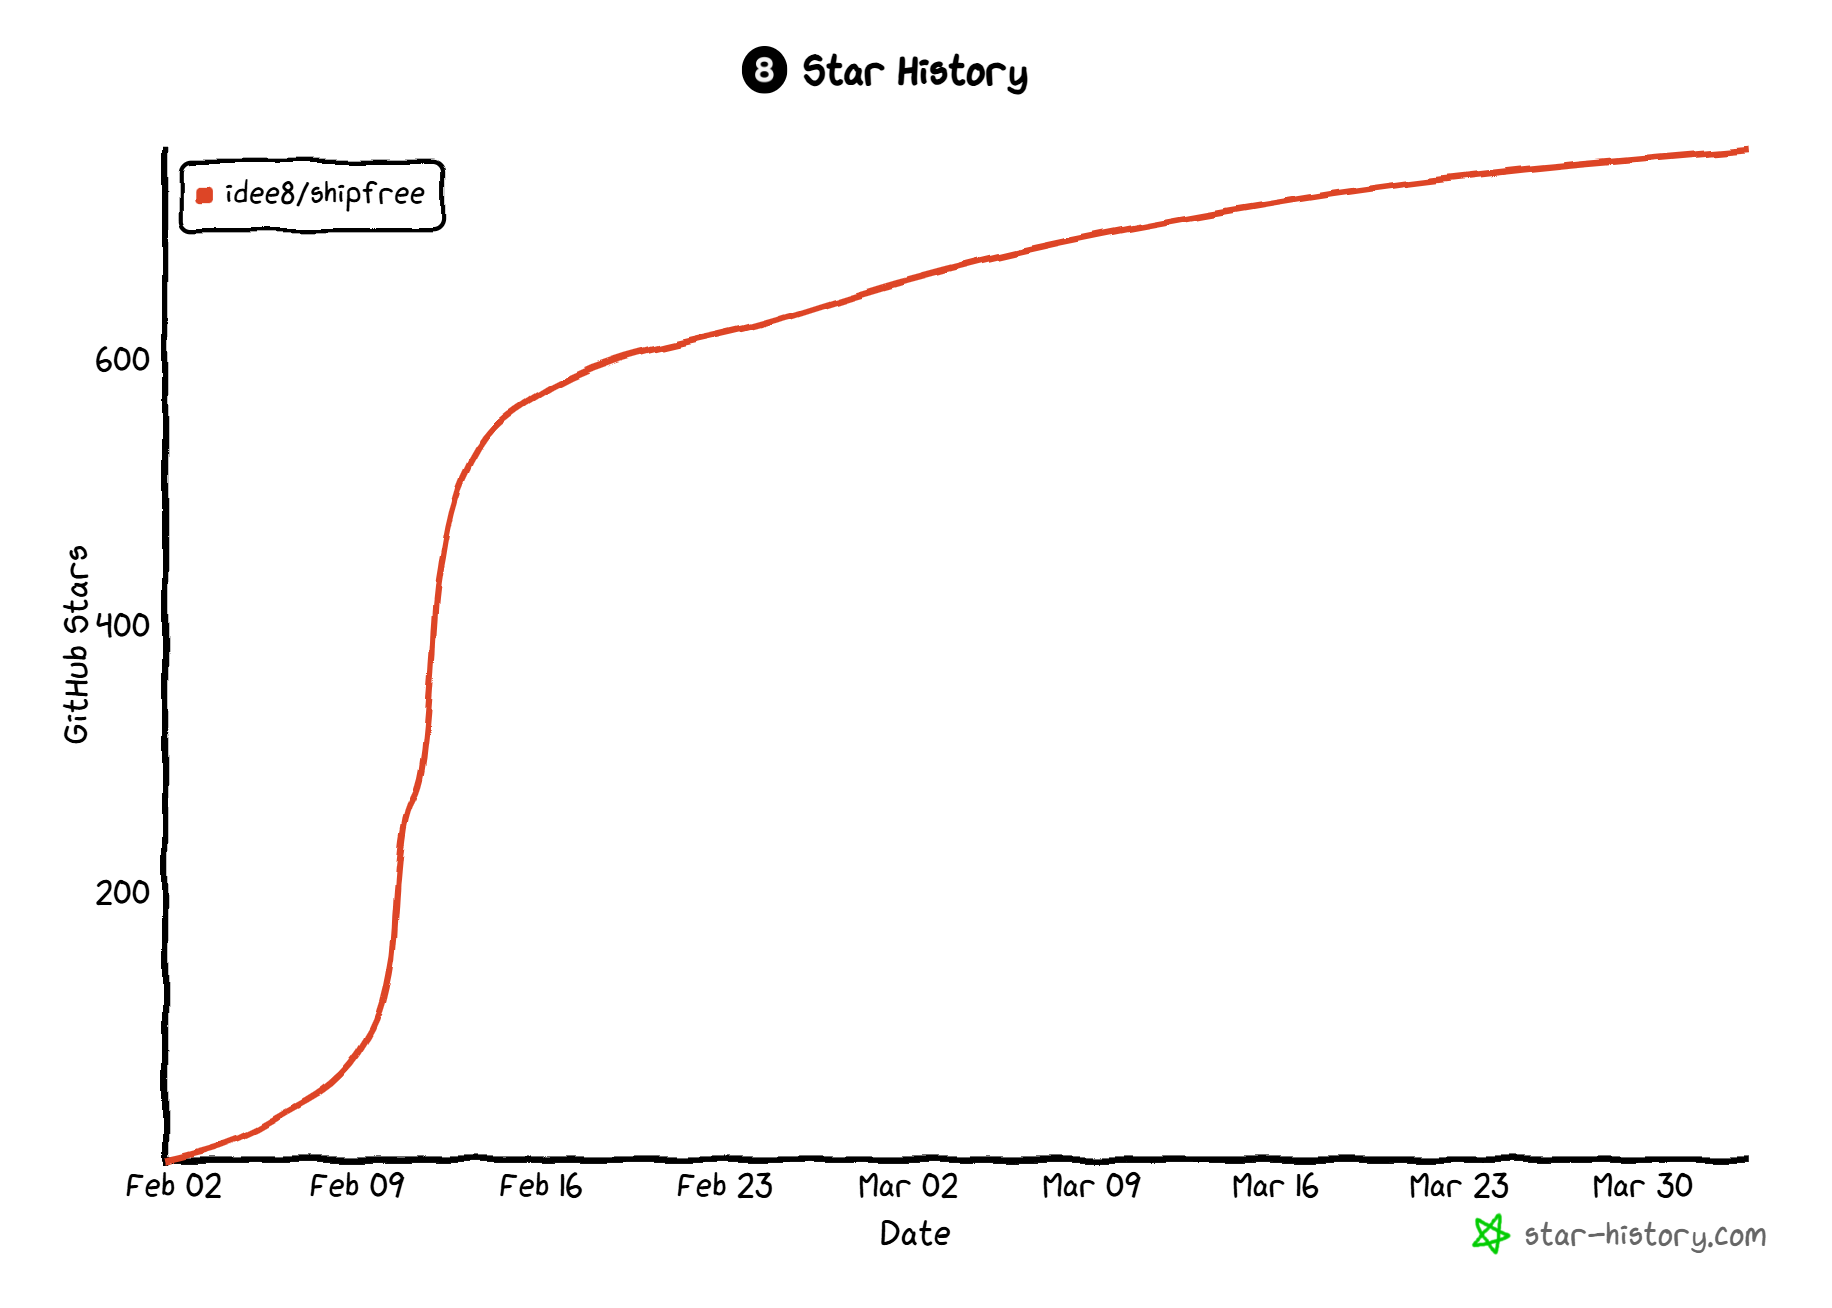 8 Star History
idee8/shipfree
600
400
200
GitHub Stars
Feb 02 Feb 09 Feb 16 Feb 23 Mar 02 Mar 09 Mar 16 Mar 23 Mar 30
Date
star-history.com